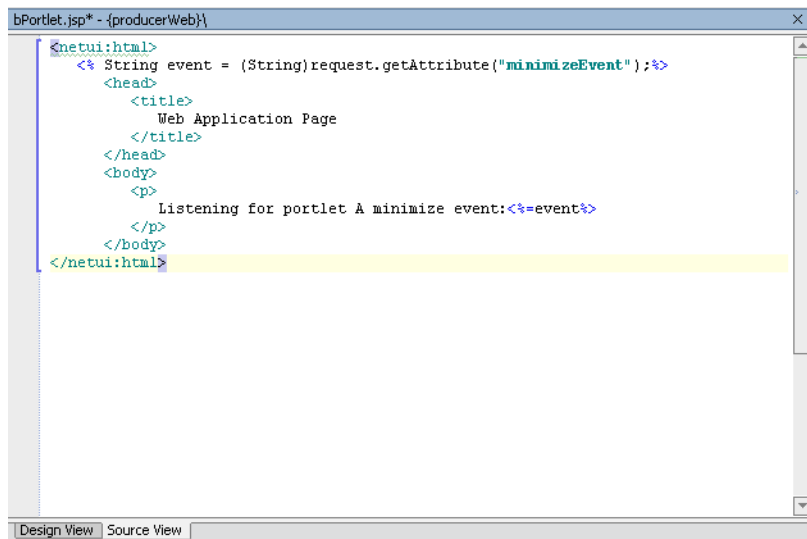 bPortlet.jsp* - {producerWeb}\
<netui:html>
<% String event = (String)request.getAttribute("minimizeEvent");%>
<head>
<title>
Web Application Page
</title>
</head>
<body>
<p>
Listening for portlet A minimize event:<%=event%>
</p>
</body>
</netui:html>
Design View Source View